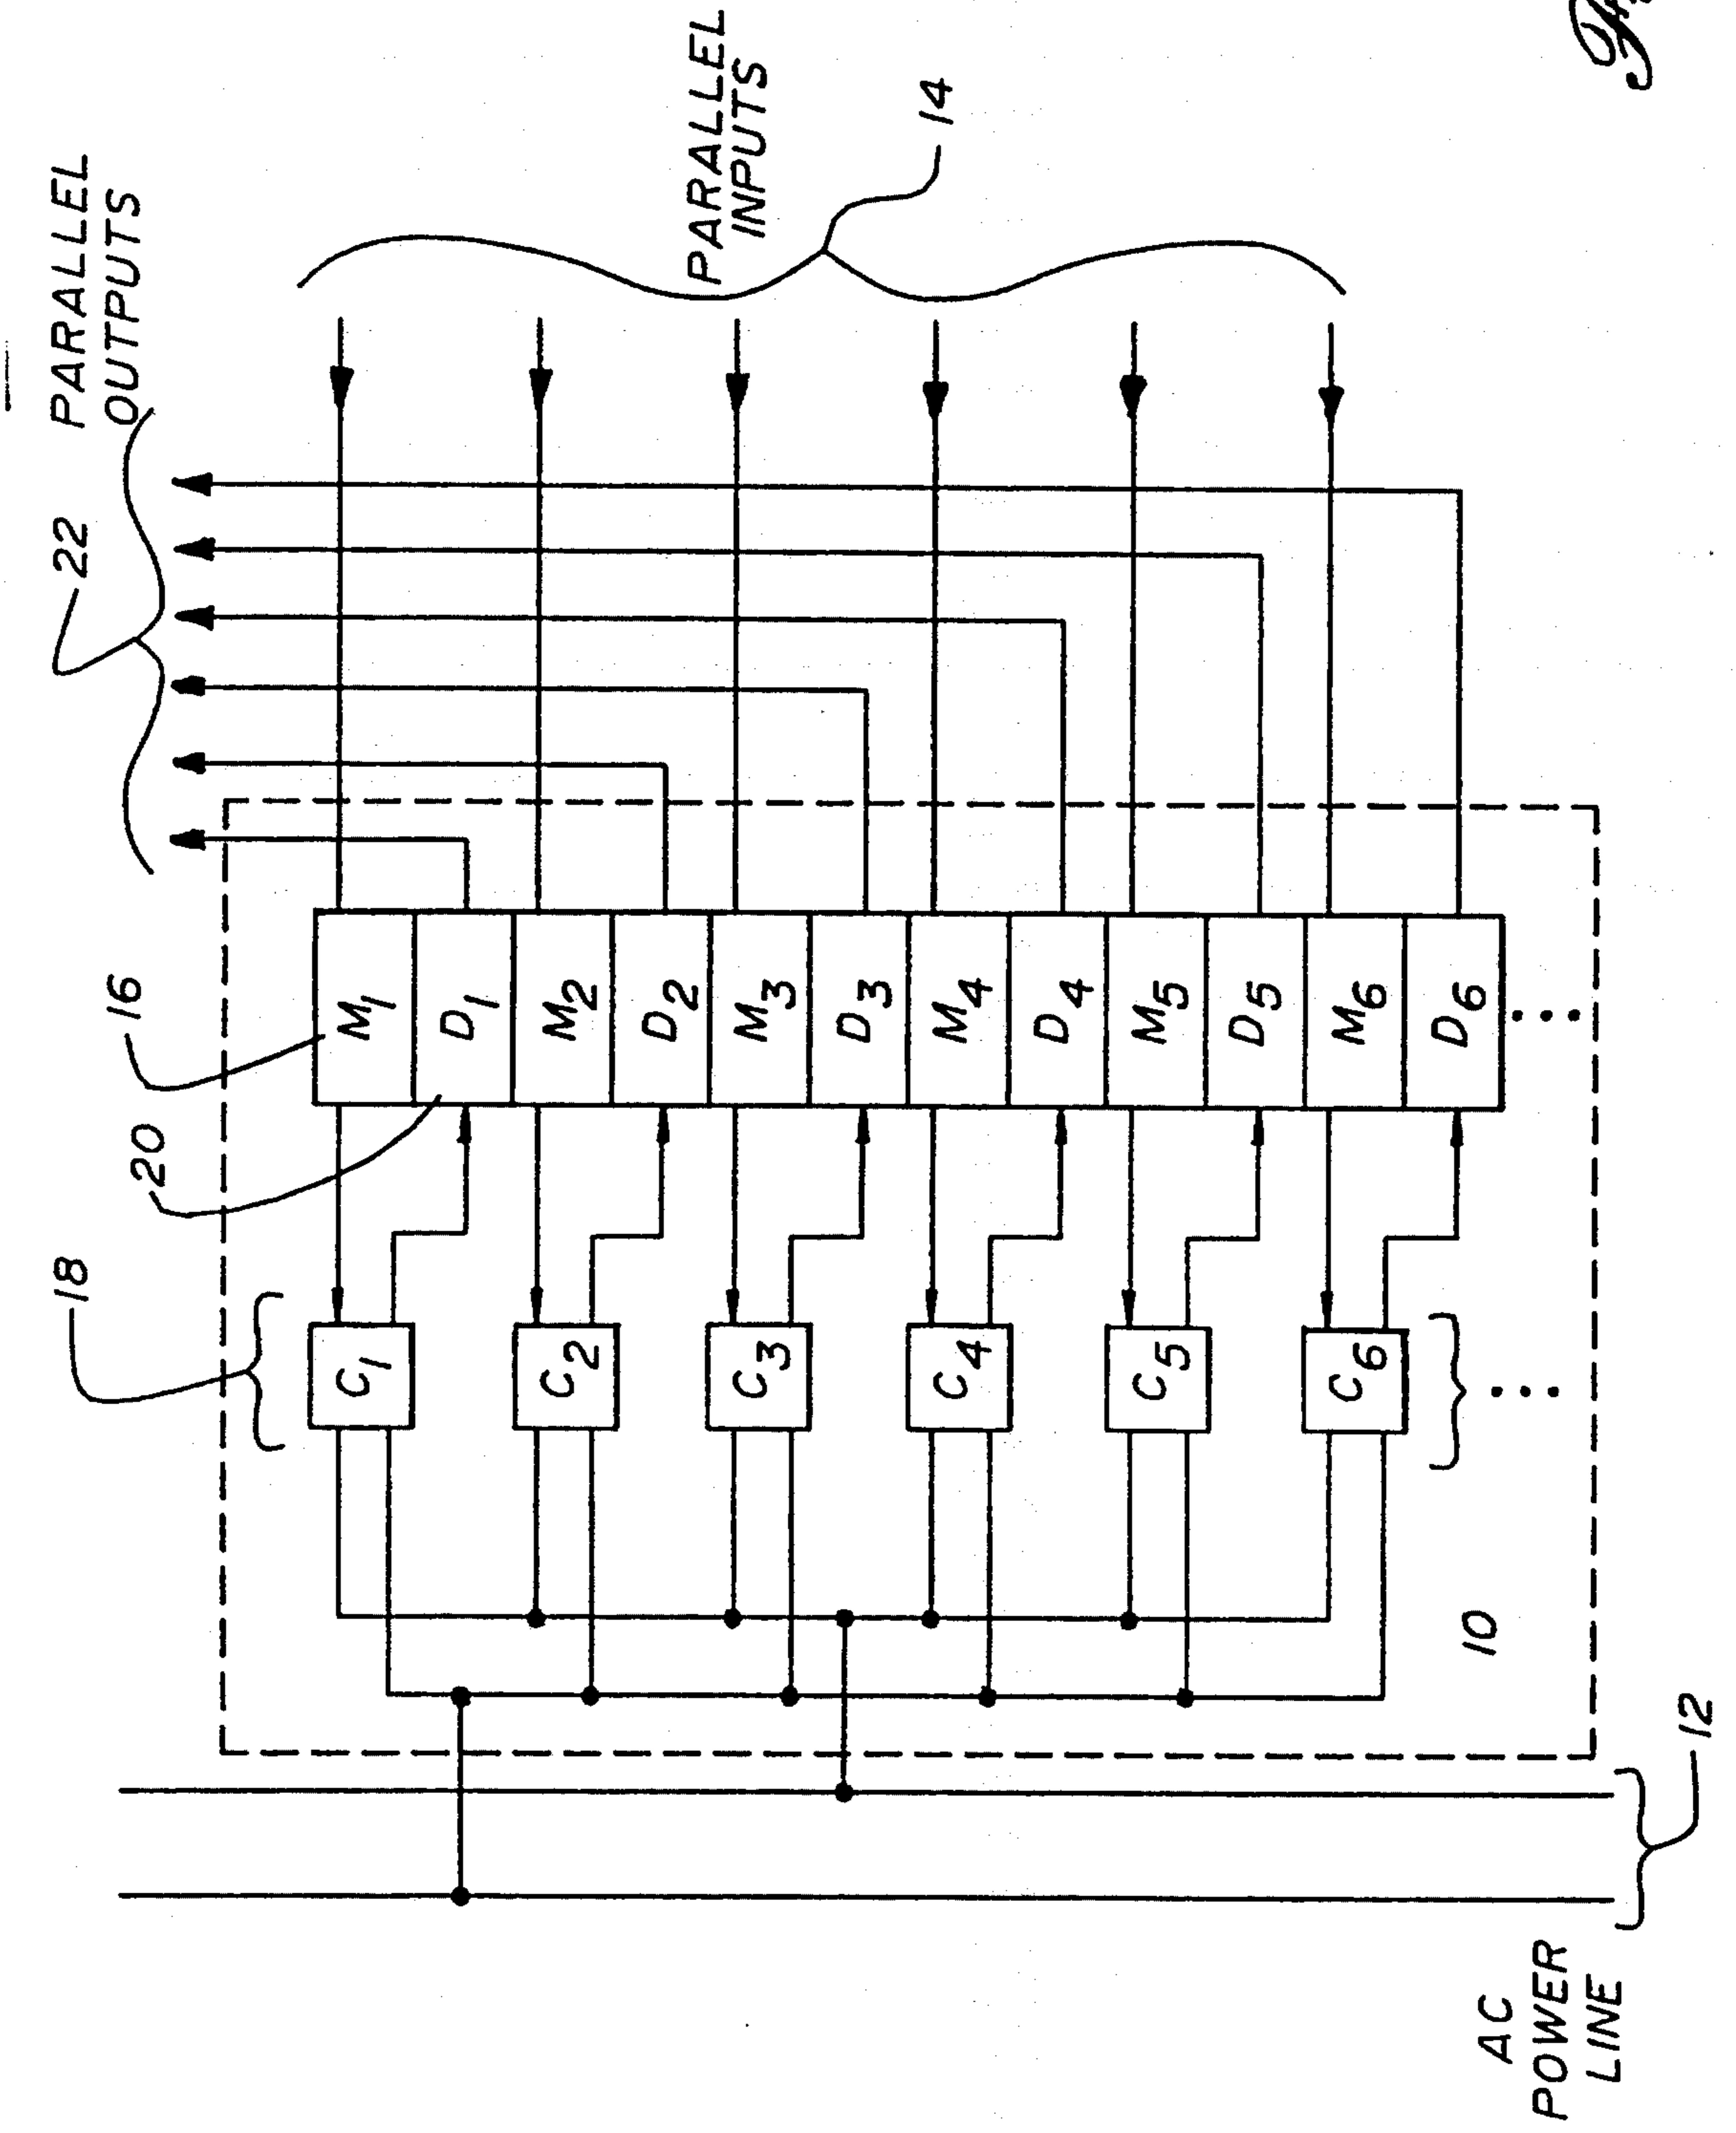 PARALLEL
OUTPUTS
22
PARALLEL
INPUTS
14
16
20
18
M1
D1
M2
D2
M3
D3
M4
D4
M5
D5
M6
D6
C1
C2
C3
C4
C5
C6
10
12
AC
POWER
LINE